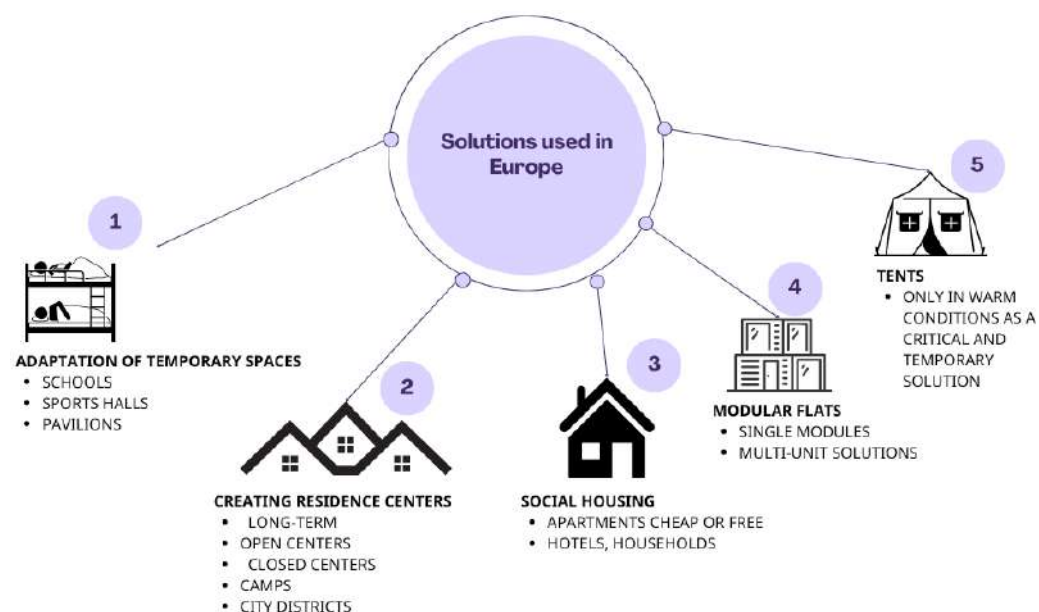 Solutions used in
Europe
1
ADAPTATION OF TEMPORARY SPACES
• SCHOOLS
• SPORTS HALLS
• PAVILIONS
2
CREATING RESIDENCE CENTERS
• LONG-TERM
• OPEN CENTERS
• CLOSED CENTERS
• CAMPS
• CITY DISTRICTS
3
SOCIAL HOUSING
• APARTMENTS CHEAP OR FREE
• HOTELS, HOUSEHOLDS
4
MODULAR FLATS
• SINGLE MODULES
• MULTI-UNIT SOLUTIONS
5
TENTS
• ONLY IN WARM
CONDITIONS AS A
CRITICAL AND
TEMPORARY
SOLUTION